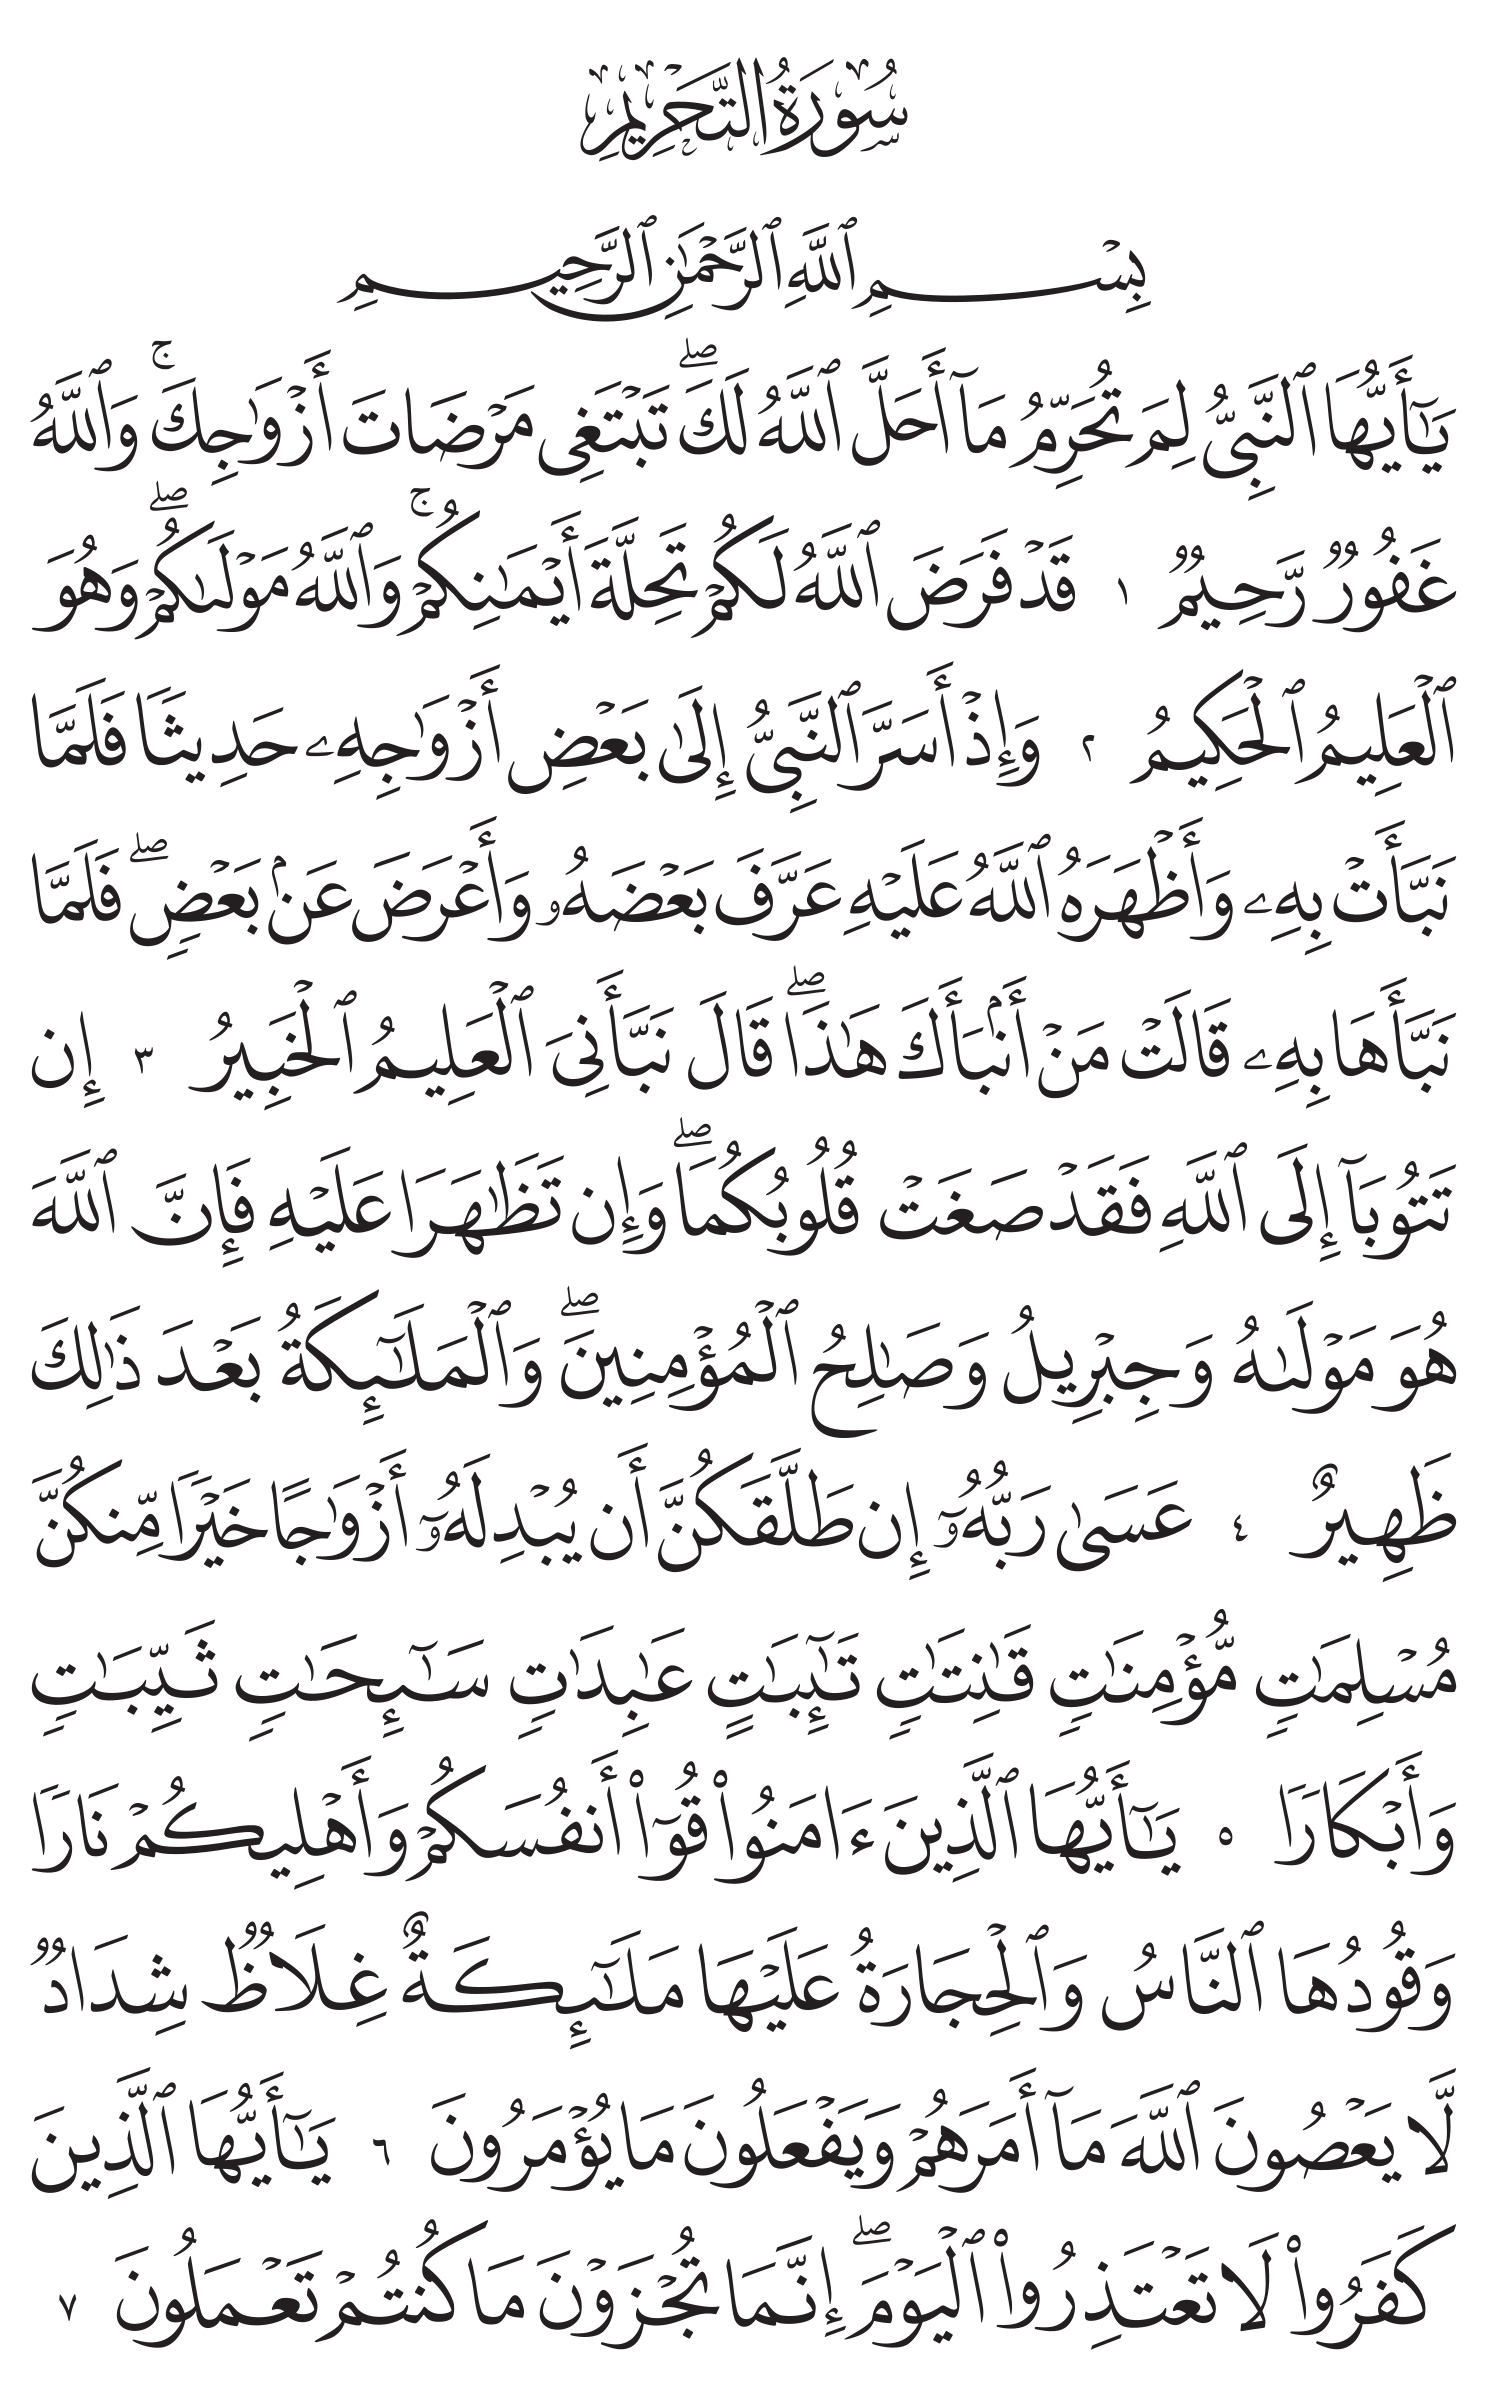 سُورَةُ التَّحْرِيمِ
بِسۡمِ ٱللَّهِ ٱلرَّحۡمَٰنِ ٱلرَّحِيمِ
يَٰٓأَيُّهَا ٱلنَّبِيُّ لِمَ تُحَرِّمُ مَآ أَحَلَّ ٱللَّهُ لَكَۖ تَبۡتَغِي مَرۡضَاتَ أَزۡوَٰجِكَۚ وَٱللَّهُ
غَفُورٞ رَّحِيمٞ ١ قَدۡ فَرَضَ ٱللَّهُ لَكُمۡ تَحِلَّةَ أَيۡمَٰنِكُمۡۚ وَٱللَّهُ مَوۡلَىٰكُمۡۖ وَهُوَ
ٱلۡعَلِيمُ ٱلۡحَكِيمُ ٢ وَإِذۡ أَسَرَّ ٱلنَّبِيُّ إِلَىٰ بَعۡضِ أَزۡوَٰجِهِۦ حَدِيثٗا فَلَمَّا
نَبَّأَتۡ بِهِۦ وَأَظۡهَرَهُ ٱللَّهُ عَلَيۡهِ عَرَّفَ بَعۡضَهُۥ وَأَعۡرَضَ عَنۢ بَعۡضٖۖ فَلَمَّا
نَبَّأَهَا بِهِۦ قَالَتۡ مَنۡ أَنۢبَأَكَ هَٰذَاۖ قَالَ نَبَّأَنِيَ ٱلۡعَلِيمُ ٱلۡخَبِيرُ ٣ إِن
تَتُوبَآ إِلَى ٱللَّهِ فَقَدۡ صَغَتۡ قُلُوبُكُمَاۖ وَإِن تَظَٰهَرَا عَلَيۡهِ فَإِنَّ ٱللَّهَ
هُوَ مَوۡلَىٰهُ وَجِبۡرِيلُ وَصَٰلِحُ ٱلۡمُؤۡمِنِينَۖ وَٱلۡمَلَٰٓئِكَةُ بَعۡدَ ذَٰلِكَ
ظَهِيرٌ ٤ عَسَىٰ رَبُّهُۥٓ إِن طَلَّقَكُنَّ أَن يُبۡدِلَهُۥٓ أَزۡوَٰجًا خَيۡرٗا مِّنكُنَّ
مُسۡلِمَٰتٖ مُّؤۡمِنَٰتٖ قَٰنِتَٰتٖ تَٰٓئِبَٰتٍ عَٰبِدَٰتٖ سَٰٓئِحَٰتٖ ثَيِّبَٰتٖ
وَأَبۡكَارٗا ٥ يَٰٓأَيُّهَا ٱلَّذِينَ ءَامَنُواْ قُوٓاْ أَنفُسَكُمۡ وَأَهۡلِيكُمۡ نَارٗا
وَقُودُهَا ٱلنَّاسُ وَٱلۡحِجَارَةُ عَلَيۡهَا مَلَٰٓئِكَةٌ غِلَاظٞ شِدَادٞ
لَّا يَعۡصُونَ ٱللَّهَ مَآ أَمَرَهُمۡ وَيَفۡعَلُونَ مَا يُؤۡمَرُونَ ٦ يَٰٓأَيُّهَا ٱلَّذِينَ
كَفَرُواْ لَا تَعۡتَذِرُواْ ٱلۡيَوۡمَۖ إِنَّمَا تُجۡزَوۡنَ مَا كُنتُمۡ تَعۡمَلُونَ ٧